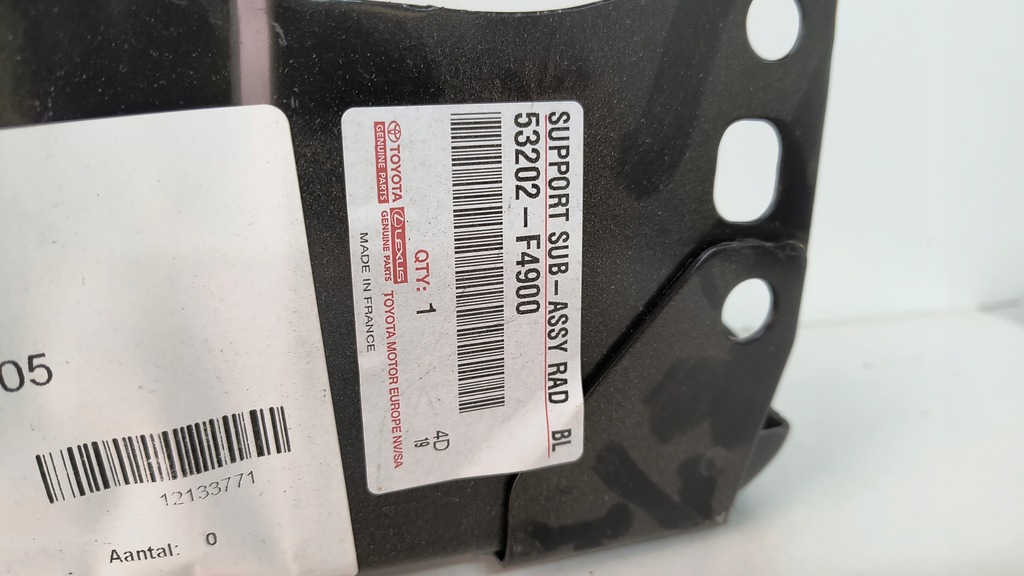 SUPPORT SUB-ASSY RAD BL
53202-F4900
QTY: 1
4D
19
TOYOTA
GENUINE PARTS
LEXUS
GENUINE PARTS
TOYOTA MOTOR EUROPE NV/SA
MADE IN FRANCE
05
12133771
Aantal: 0